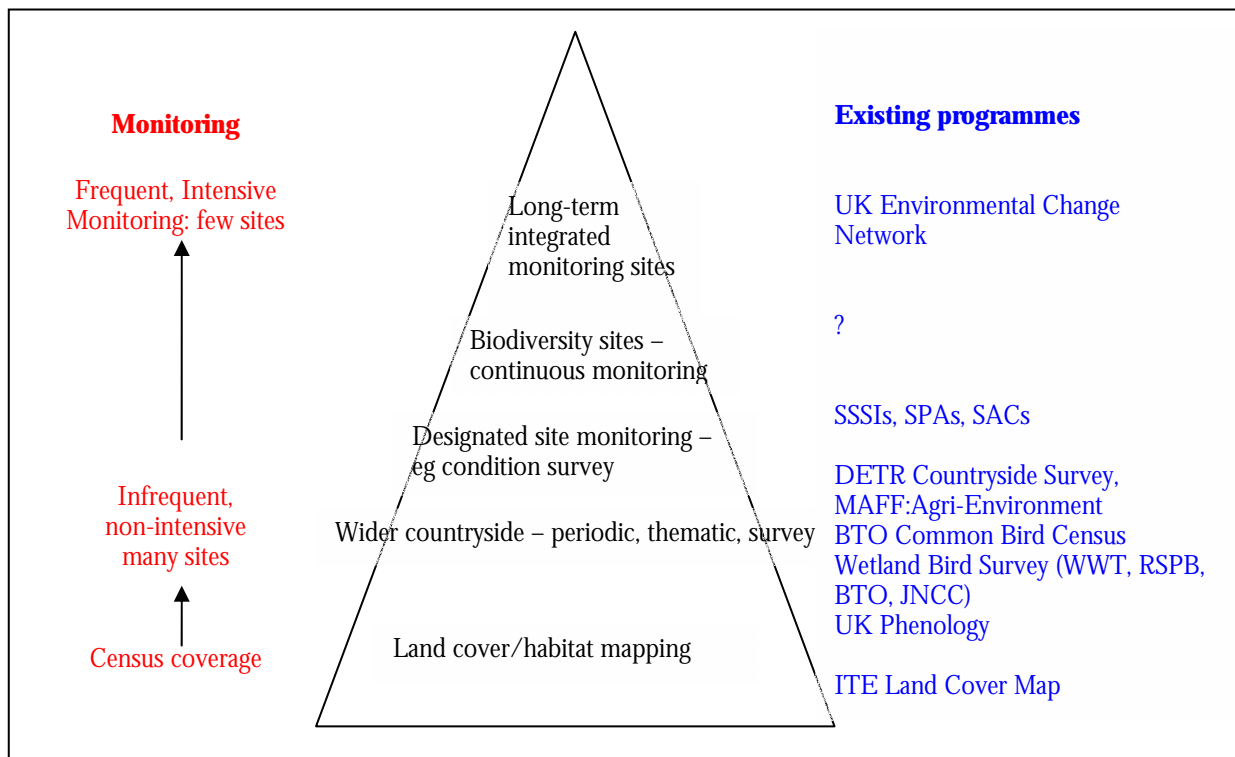 Monitoring
Frequent, Intensive
Monitoring: few sites
Infrequent,
non-intensive
many sites
Census coverage
Long-term
integrated
monitoring sites
Biodiversity sites –
continuous monitoring
Designated site monitoring –
eg condition survey
Wider countryside – periodic, thematic, survey
Land cover/habitat mapping
Existing programmes
UK Environmental Change
Network
?
SSSIs, SPAs, SACs
DETR Countryside Survey,
MAFF:Agri-Environment
BTO Common Bird Census
Wetland Bird Survey (WWT, RSPB,
BTO, JNCC)
UK Phenology
ITE Land Cover Map